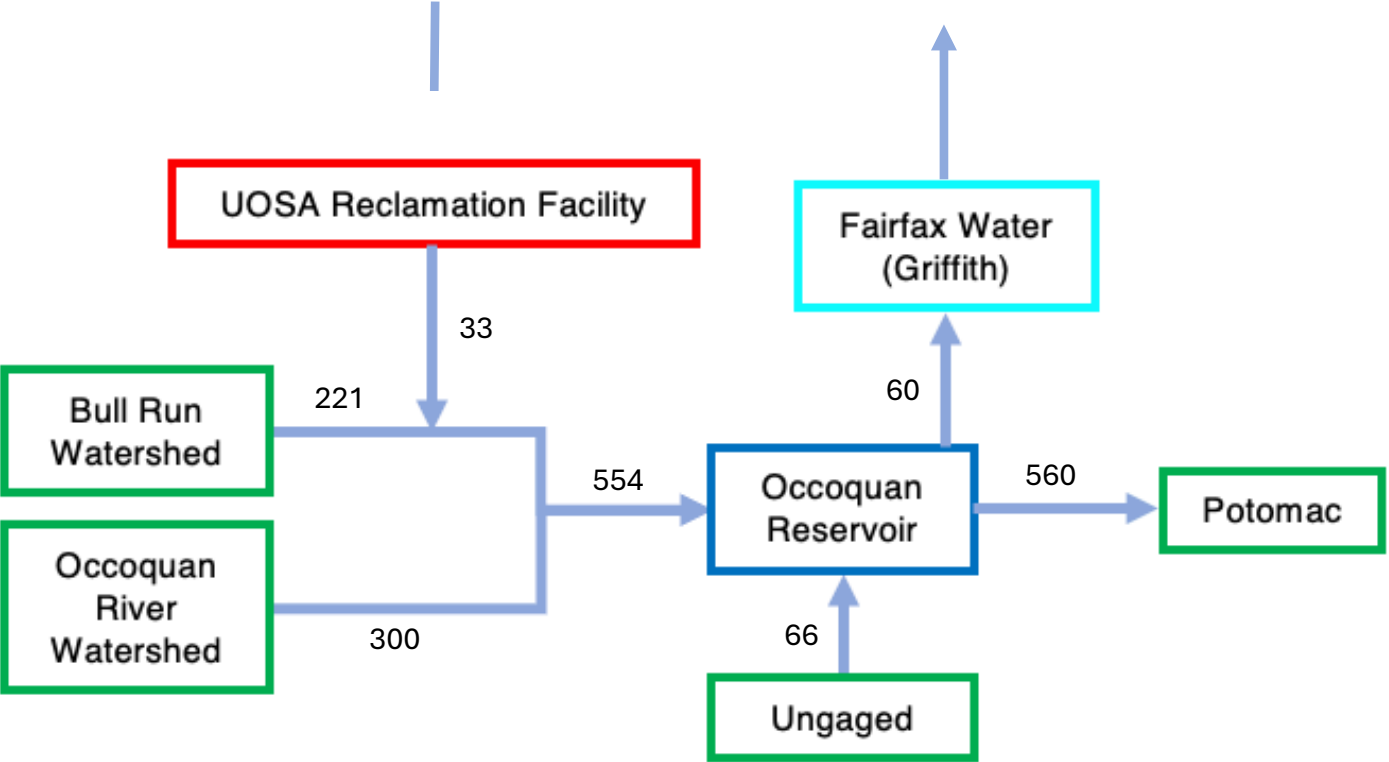 UOSA Reclamation Facility
Fairfax Water
(Griffith)
33
60
221
Bull Run
Watershed
554
Occoquan
Reservoir
560
Potomac
Occoquan
River
Watershed
300
66
Ungaged